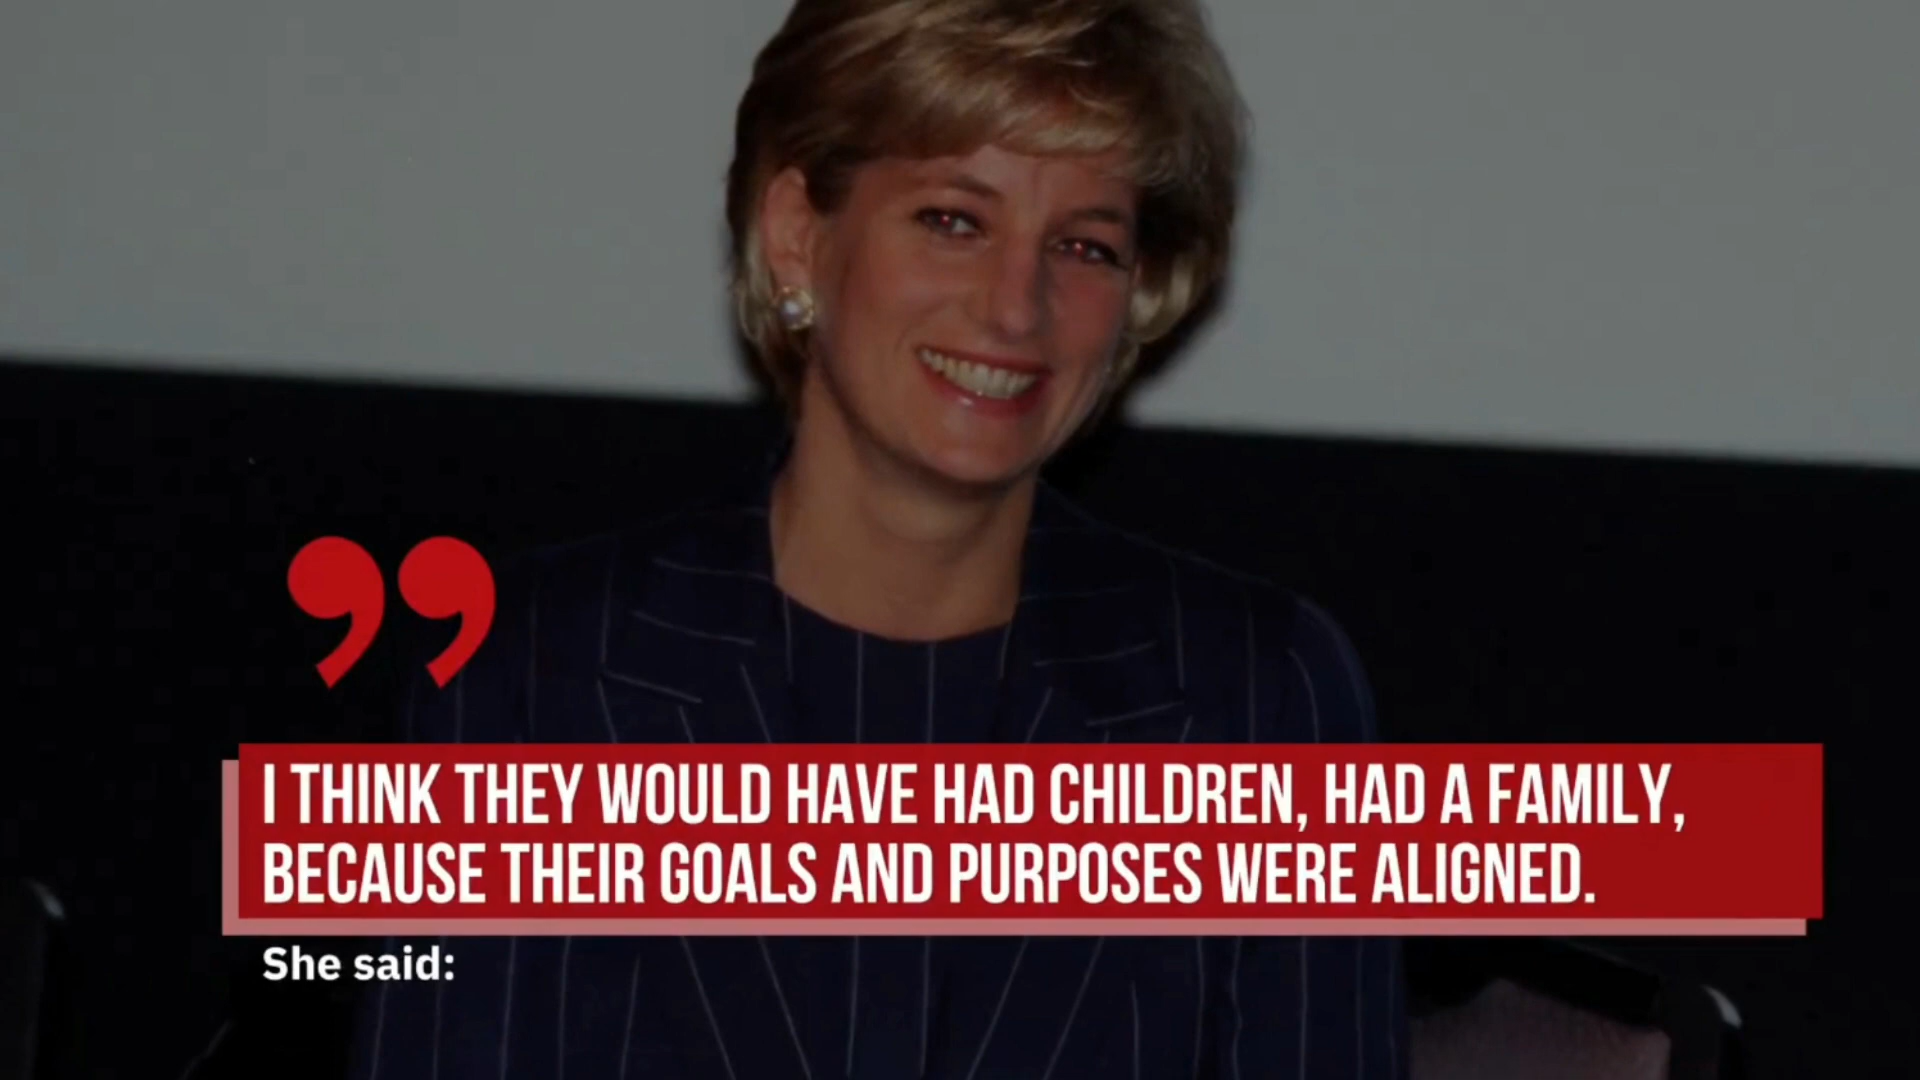 ”
I THINK THEY WOULD HAVE HAD CHILDREN, HAD A FAMILY,
BECAUSE THEIR GOALS AND PURPOSES WERE ALIGNED.
She said: